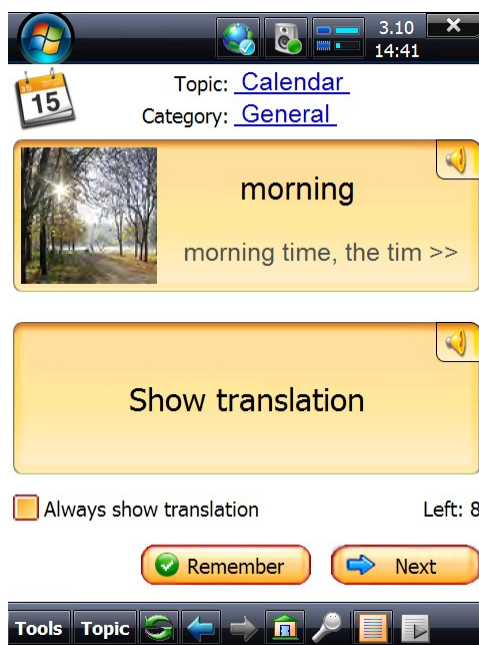 3.10
14:41
15
Topic: Calendar
Category: General
morning
morning time, the tim >>
Show translation
Always show translation
Left: 8
Remember
Next
Tools Topic